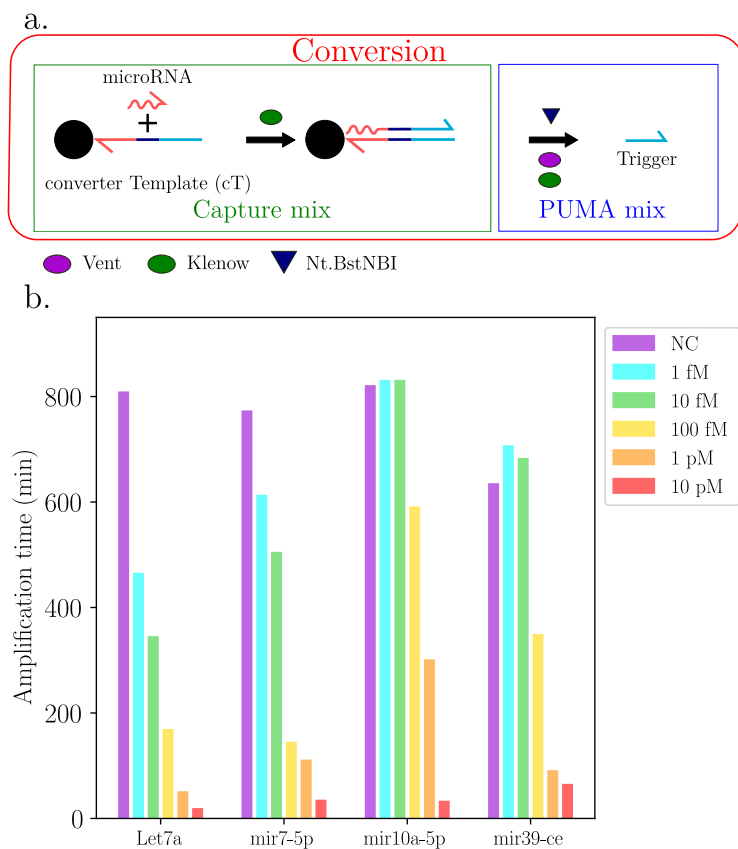 a.
Conversion
microRNA
+
converter Template (cT)
Trigger
Capture mix
PUMA mix
Vent
Klenow
Nt.BstNBI
b.
Amplification time (min)
800
600
400
200
0
Let7a
mir7-5p
mir10a-5p
mir39-ce
NC
1 fM
10 fM
100 fM
1 pM
10 pM